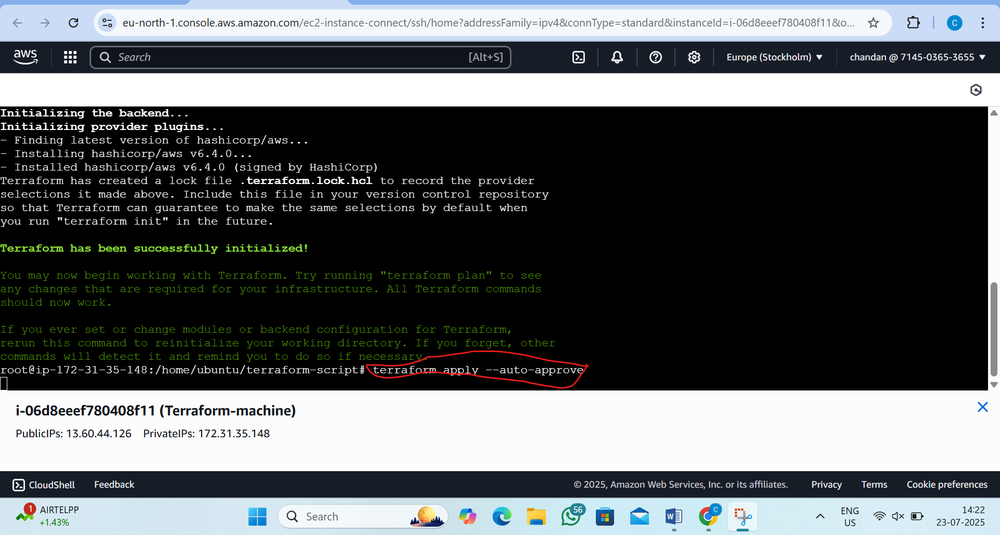 eu-north-1.console.aws.amazon.com/ec2-instance-connect/ssh/home?addressFamily=ipv4&connType=standard&instanceId=i-06d8eeef780408f11&o...
C
aws
Search
[Alt+S]
Europe (Stockholm)
chandan @ 7145-0365-3655
Initializing the backend...
Initializing provider plugins...
- Finding latest version of hashicorp/aws...
- Installing hashicorp/aws v6.4.0...
- Installed hashicorp/aws v6.4.0 (signed by HashiCorp)
Terraform has created a lock file .terraform.lock.hcl to record the provider
selections it made above. Include this file in your version control repository
so that Terraform can guarantee to make the same selections by default when
you run "terraform init" in the future.
Terraform has been successfully initialized!
You may now begin working with Terraform. Try running "terraform plan" to see
any changes that are required for your infrastructure. All Terraform commands
should now work.
If you ever set or change modules or backend configuration for Terraform,
rerun this command to reinitialize your working directory. If you forget, other
commands will detect it and remind you to do so if necessary.
root@ip-172-31-35-148:/home/ubuntu/terraform-script# terraform apply --auto-approve
i-06d8eeef780408f11 (Terraform-machine)
PublicIPs: 13.60.44.126 PrivateIPs: 172.31.35.148
CloudShell
Feedback
© 2025, Amazon Web Services, Inc. or its affiliates.
Privacy
Terms
Cookie preferences
1
AIRTELPP
+1.43%
Search
56
W
C
ENG
US
14:22
23-07-2025